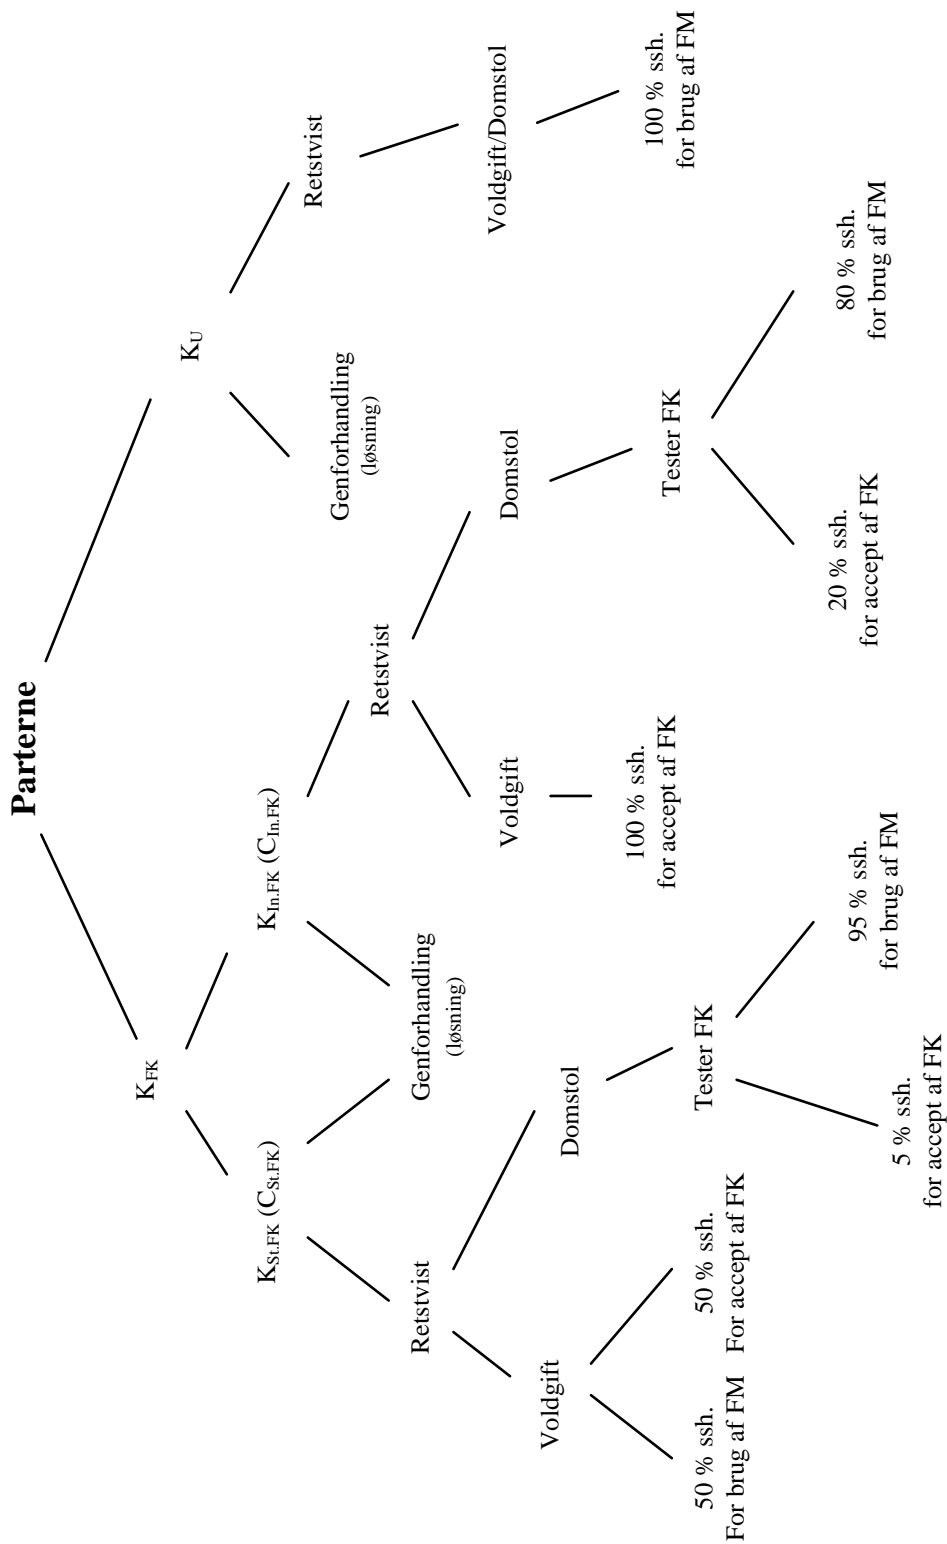 Parterne
K_FK
K_U
K_St.FK (C_St.FK)
K_In.FK (C_In.FK)
Genforhandling
(løsning)
Retstvist
Retstvist
Genforhandling
(løsning)
Retstvist
Voldgift
Domstol
Voldgift
Domstol
Voldgift/Domstol
50 % ssh.
For brug af FM
50 % ssh.
For accept af FK
Tester FK
100 % ssh.
for accept af FK
Tester FK
100 % ssh.
for brug af FM
5 % ssh.
for accept af FK
95 % ssh.
for brug af FM
20 % ssh.
for accept af FK
80 % ssh.
for brug af FM